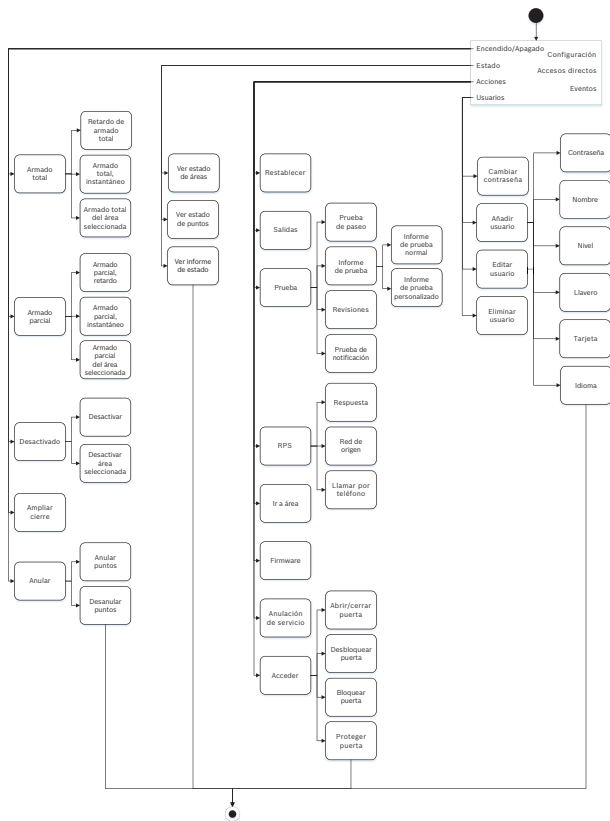 Encendido/Apagado
Configuración
Estado
Accesos directos
Acciones
Eventos
Usuarios
Armado
total
Retardo de
armado
total
Armado
total,
instantáneo
Armado total
del área
seleccionada
Armado
parcial
Armado
parcial,
retardo
Armado
parcial,
instantáneo
Armado
parcial
del área
seleccionada
Desactivado
Desactivar
Desactivar
área
seleccionada
Ampliar
cierre
Anular
Anular
puntos
Desanular
puntos
Ver estado
de áreas
Ver estado
de puntos
Ver informe
de estado
Restablecer
Salidas
Prueba
Prueba
de paseo
Informe
de prueba
Informe
de prueba
normal
Informe
de prueba
personalizado
Revisiones
Prueba de
notificación
RPS
Respuesta
Red de
origen
Llamar por
teléfono
Ir a área
Firmware
Anulación
de servicio
Acceder
Abrir/cerrar
puerta
Desbloquear
puerta
Bloquear
puerta
Proteger
puerta
Cambiar
contraseña
Añadir
usuario
Editar
usuario
Eliminar
usuario
Contraseña
Nombre
Nivel
Llavero
Tarjeta
Idioma